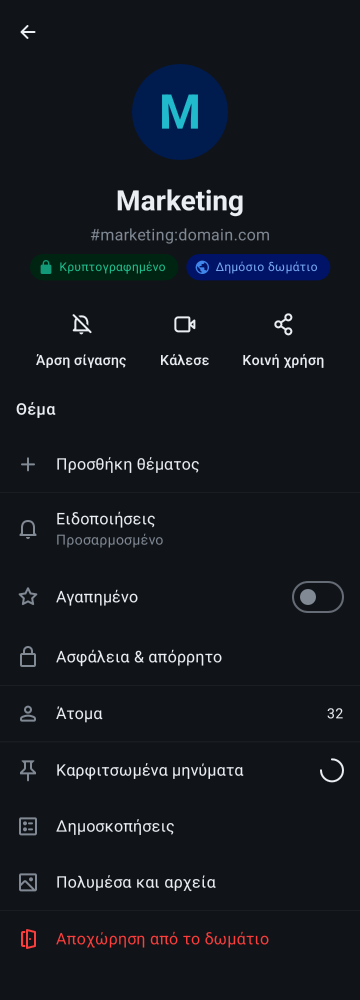 M
Marketing
#marketing:domain.com
Κρυπτογραφημένο
Δημόσιο δωμάτιο
Άρση σίγασης
Κάλεσε
Κοινή χρήση
Θέμα
Προσθήκη θέματος
Ειδοποιήσεις
Προσαρμοσμένο
Αγαπημένο
Ασφάλεια & απόρρητο
Άτομα
32
Καρφιτσωμένα μηνύματα
Δημοσκοπήσεις
Πολυμέσα και αρχεία
Αποχώρηση από το δωμάτιο